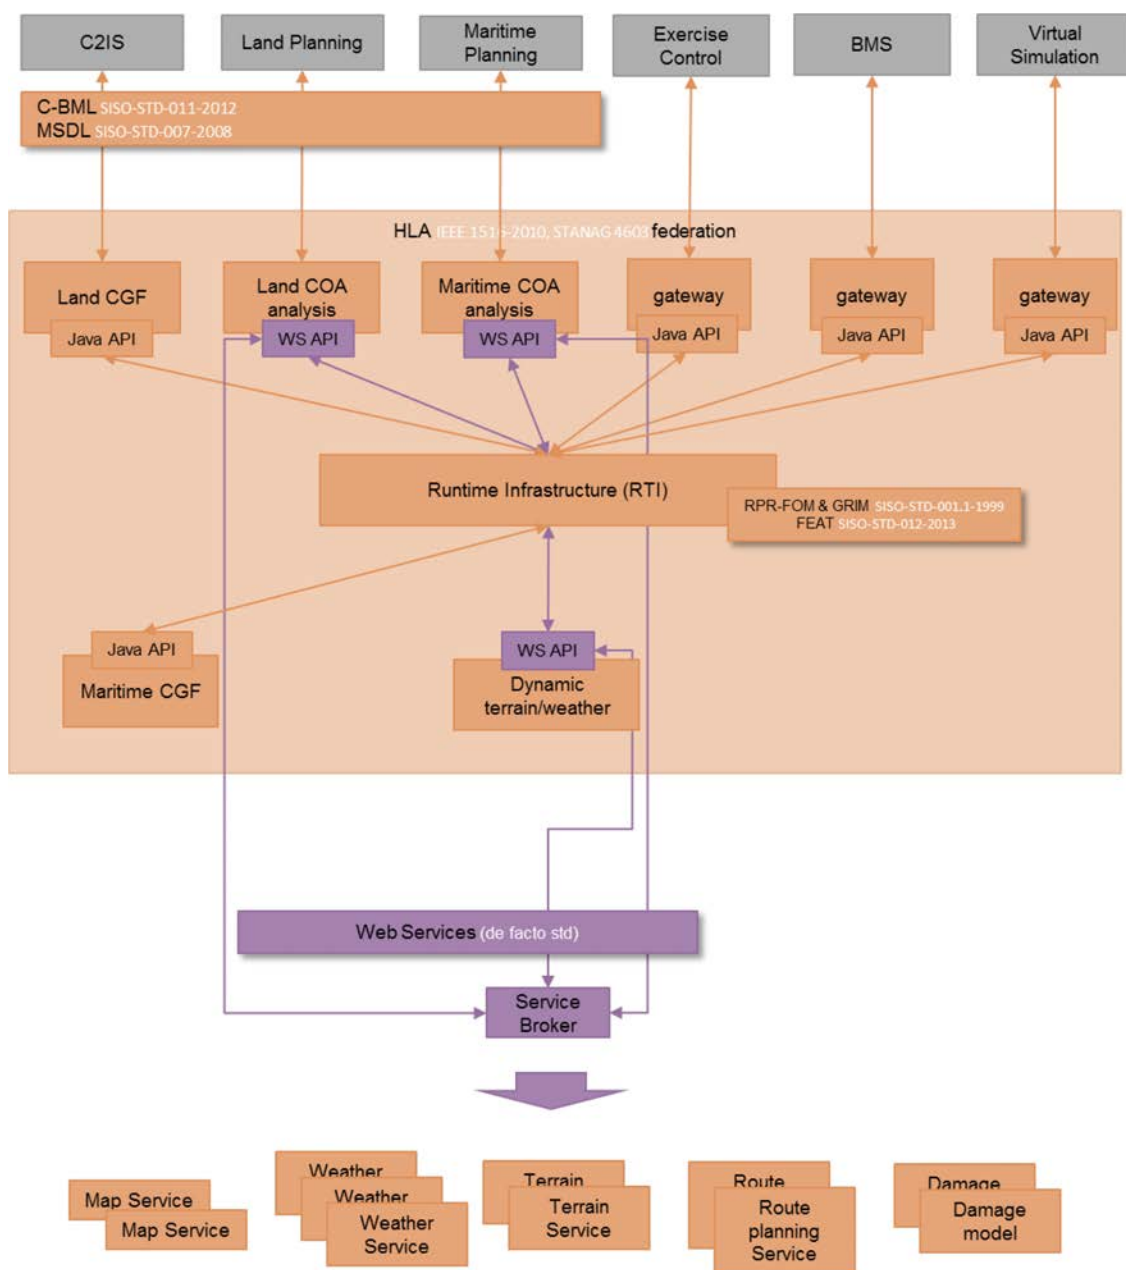 C2IS
Land Planning
Maritime
Planning
Exercise
Control
BMS
Virtual
Simulation
C-BML SISO-STD-011-2012
MSDL SISO-STD-007-2008
HLA IEEE 1516-2010, STANAG 4603 federation
Land CGF
Java API
Land COA
analysis
WS API
Maritime COA
analysis
WS API
gateway
Java API
gateway
Java API
gateway
Java API
Runtime Infrastructure (RTI)
RPR-FOM & GRIM SISO-STD-001.1-1999
FEAT SISO-STD-012-2013
Java API
Maritime CGF
WS API
Dynamic
terrain/weather
Web Services (de facto std)
Service
Broker
Map Service
Map Service
Weather
Weather
Weather
Service
Terrain
Terrain
Service
Route
Route
planning
Service
Damage
Damage
model